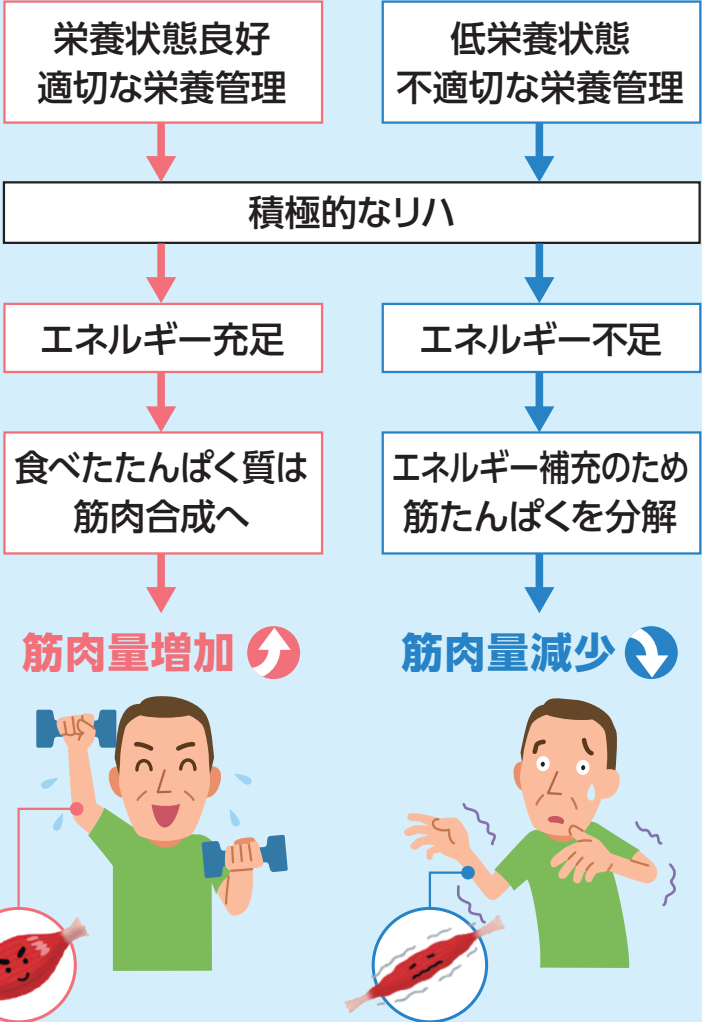 栄養状態良好
適切な栄養管理
低栄養状態
不適切な栄養管理
積極的なリハ
エネルギー充足
エネルギー不足
食べたたんぱく質は
筋肉合成へ
エネルギー補充のため
筋たんぱくを分解
筋肉量増加
筋肉量減少